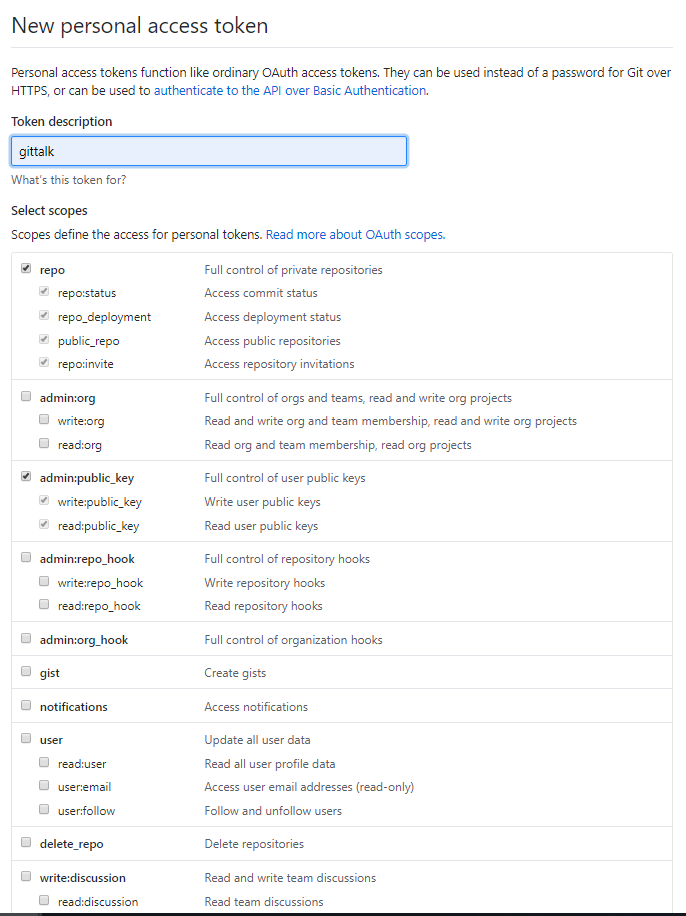 New personal access token
Personal access tokens function like ordinary OAuth access tokens. They can be used instead of a password for Git over
HTTPS, or can be used to authenticate to the API over Basic Authentication.
Token description
gittalk
What's this token for?
Select scopes
Scopes define the access for personal tokens. Read more about OAuth scopes.
repo Full control of private repositories
repo:status Access commit status
repo_deployment Access deployment status
public_repo Access public repositories
repo:invite Access repository invitations
admin:org Full control of orgs and teams, read and write org projects
write:org Read and write org and team membership, read and write org projects
read:org Read org and team membership, read org projects
admin:public_key Full control of user public keys
write:public_key Write user public keys
read:public_key Read user public keys
admin:repo_hook Full control of repository hooks
write:repo_hook Write repository hooks
read:repo_hook Read repository hooks
admin:org_hook Full control of organization hooks
gist Create gists
notifications Access notifications
user Update all user data
read:user Read all user profile data
user:email Access user email addresses (read-only)
user:follow Follow and unfollow users
delete_repo Delete repositories
write:discussion Read and write team discussions
read:discussion Read team discussions